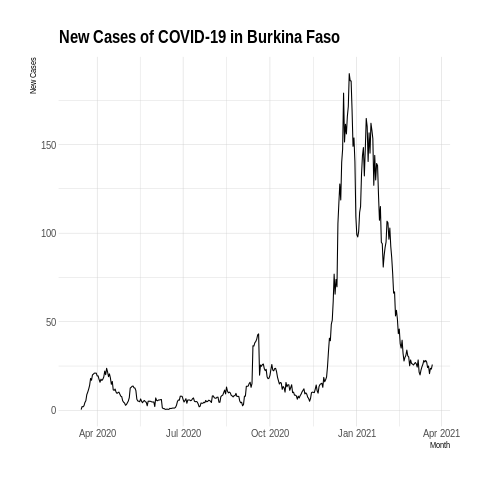 New Cases of COVID-19 in Burkina Faso
New Cases
150
100
50
0
Apr 2020 Jul 2020 Oct 2020 Jan 2021 Apr 2021
Month